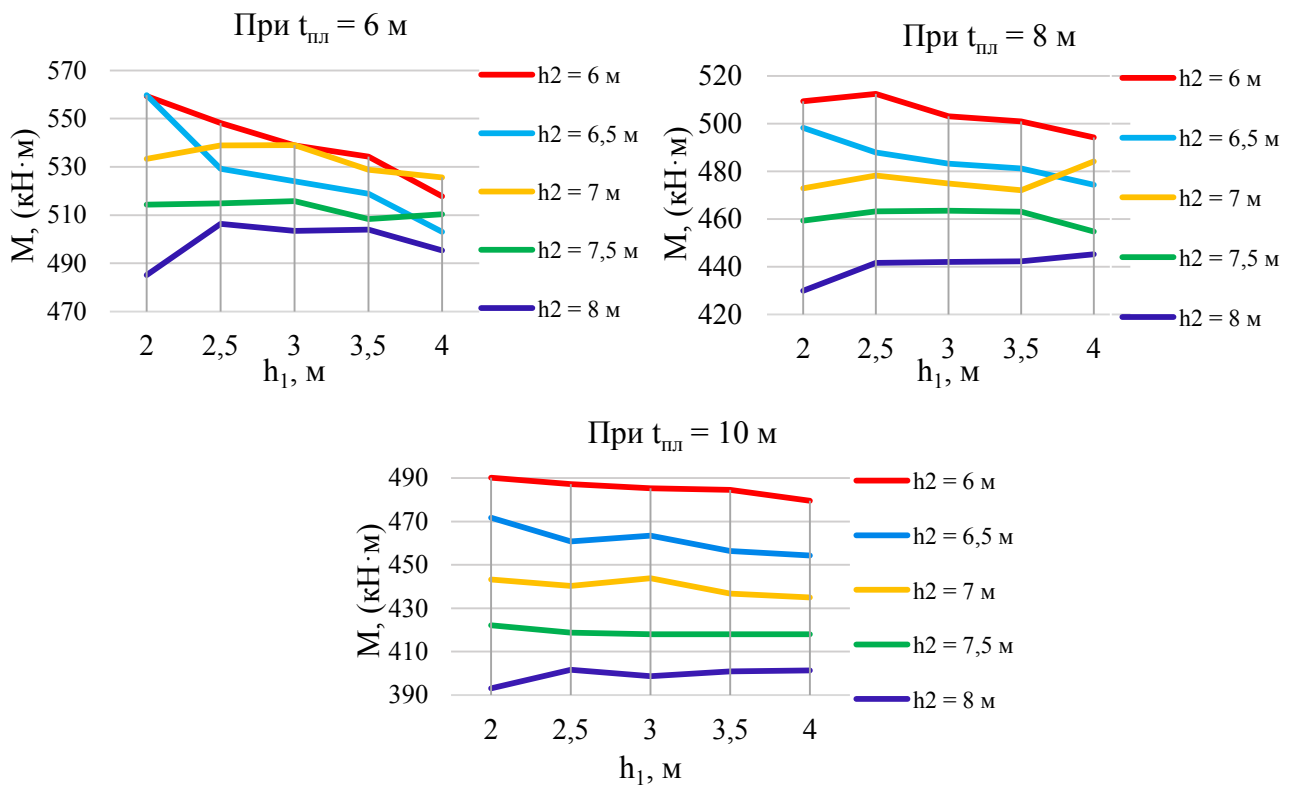 При tпл = 6 м
570
550
530
510
490
470
М, (кН·м)
2 2,5 3 3,5 4
h1, м
h2 = 6 м
h2 = 6,5 м
h2 = 7 м
h2 = 7,5 м
h2 = 8 м
При tпл = 8 м
520
500
480
460
440
420
М, (кН·м)
2 2,5 3 3,5 4
h1, м
h2 = 6 м
h2 = 6,5 м
h2 = 7 м
h2 = 7,5 м
h2 = 8 м
При tпл = 10 м
490
470
450
430
410
390
М, (кН·м)
2 2,5 3 3,5 4
h1, м
h2 = 6 м
h2 = 6,5 м
h2 = 7 м
h2 = 7,5 м
h2 = 8 м